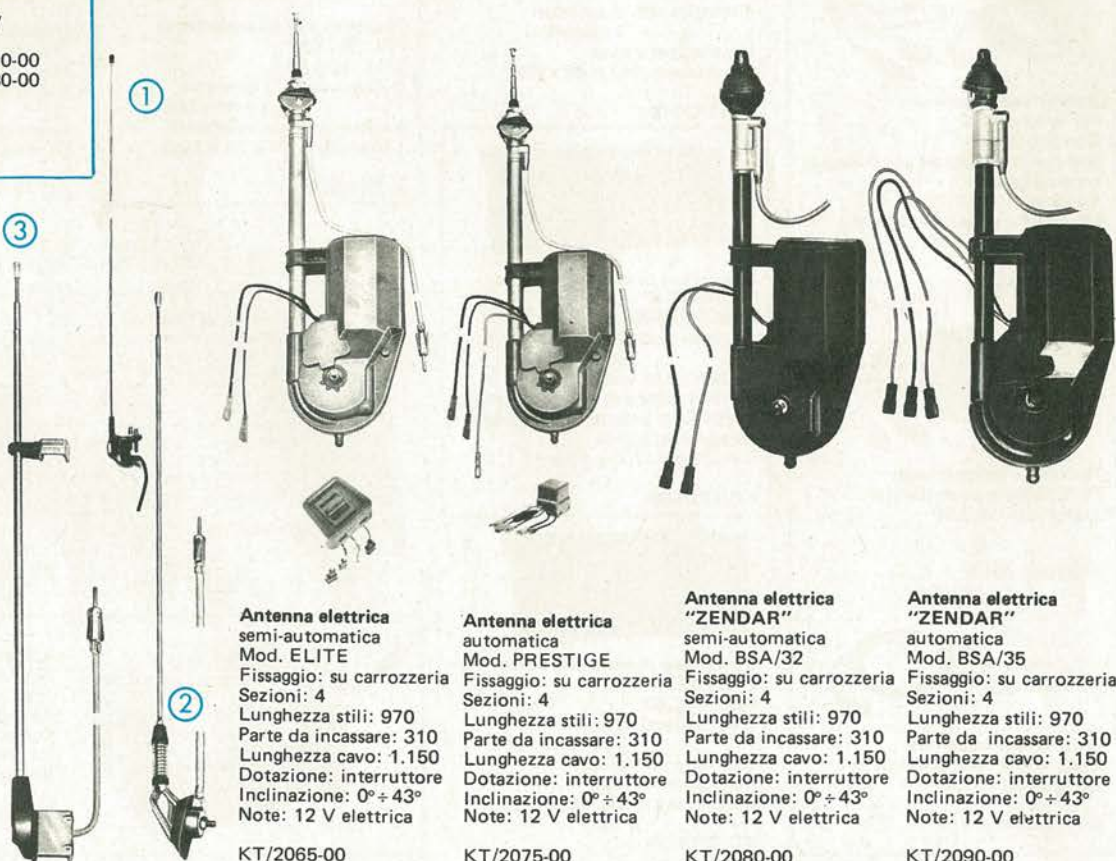 0-00
0-00
①
③
②
Antenna elettrica
semi-automatica
Mod. ELITE
Fissaggio: su carrozzeria
Sezioni: 4
Lunghezza stili: 970
Parte da incassare: 310
Lunghezza cavo: 1.150
Dotazione: interruttore
Inclinazione: 0°÷43°
Note: 12 V elettrica
KT/2065-00
Antenna elettrica
automatica
Mod. PRESTIGE
Fissaggio: su carrozzeria
Sezioni: 4
Lunghezza stili: 970
Parte da incassare: 310
Lunghezza cavo: 1.150
Dotazione: interruttore
Inclinazione: 0°÷43°
Note: 12 V elettrica
KT/2075-00
Antenna elettrica
"ZENDAR"
semi-automatica
Mod. BSA/32
Fissaggio: su carrozzeria
Sezioni: 4
Lunghezza stili: 970
Parte da incassare: 310
Lunghezza cavo: 1.150
Dotazione: interruttore
Inclinazione: 0°÷43°
Note: 12 V elettrica
KT/2080-00
Antenna elettrica
"ZENDAR"
automatica
Mod. BSA/35
Fissaggio: su carrozzeria
Sezioni: 4
Lunghezza stili: 970
Parte da incassare: 310
Lunghezza cavo: 1.150
Dotazione: interruttore
Inclinazione: 0°÷43°
Note: 12 V elettrica
KT/2090-00